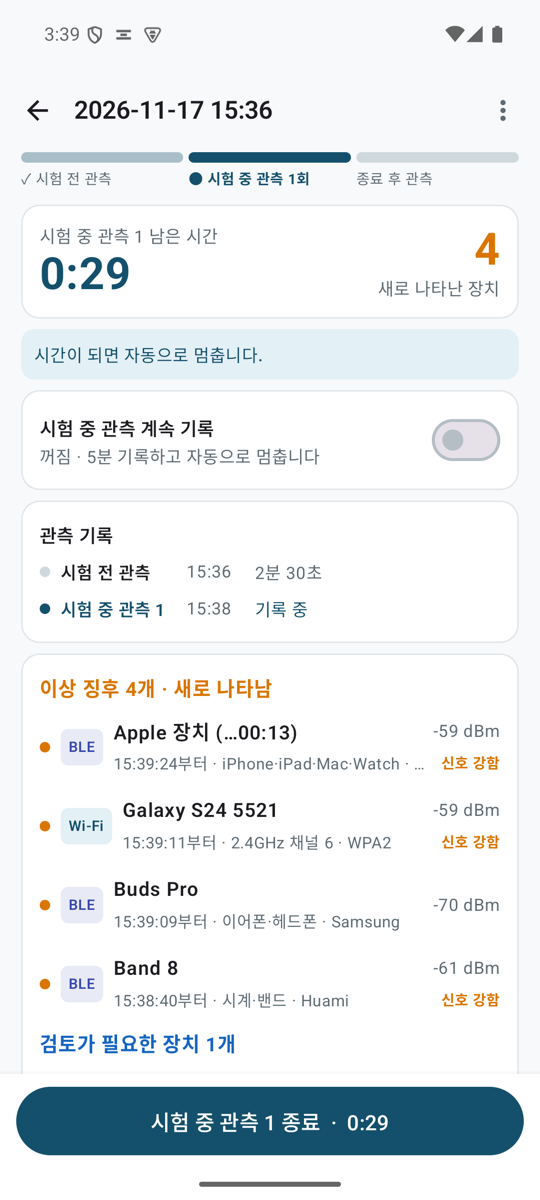 3:39
2026-11-17 15:36
✓ 시험 전 관측
● 시험 중 관측 1회
종료 후 관측
시험 중 관측 1 남은 시간
0:29
4
새로 나타난 장치
시간이 되면 자동으로 멈춥니다.
시험 중 관측 계속 기록
꺼짐 · 5분 기록하고 자동으로 멈춥니다
관측 기록
시험 전 관측 15:36 2분 30초
시험 중 관측 1 15:38 기록 중
이상 징후 4개 · 새로 나타남
BLE Apple 장치 (…00:13) -59 dBm
15:39:24부터 · iPhone·iPad·Mac·Watch · … 신호 강함
Wi-Fi Galaxy S24 5521 -59 dBm
15:39:11부터 · 2.4GHz 채널 6 · WPA2 신호 강함
BLE Buds Pro -70 dBm
15:39:09부터 · 이어폰·헤드폰 · Samsung
BLE Band 8 -61 dBm
15:38:40부터 · 시계·밴드 · Huami 신호 강함
검토가 필요한 장치 1개
시험 중 관측 1 종료 · 0:29